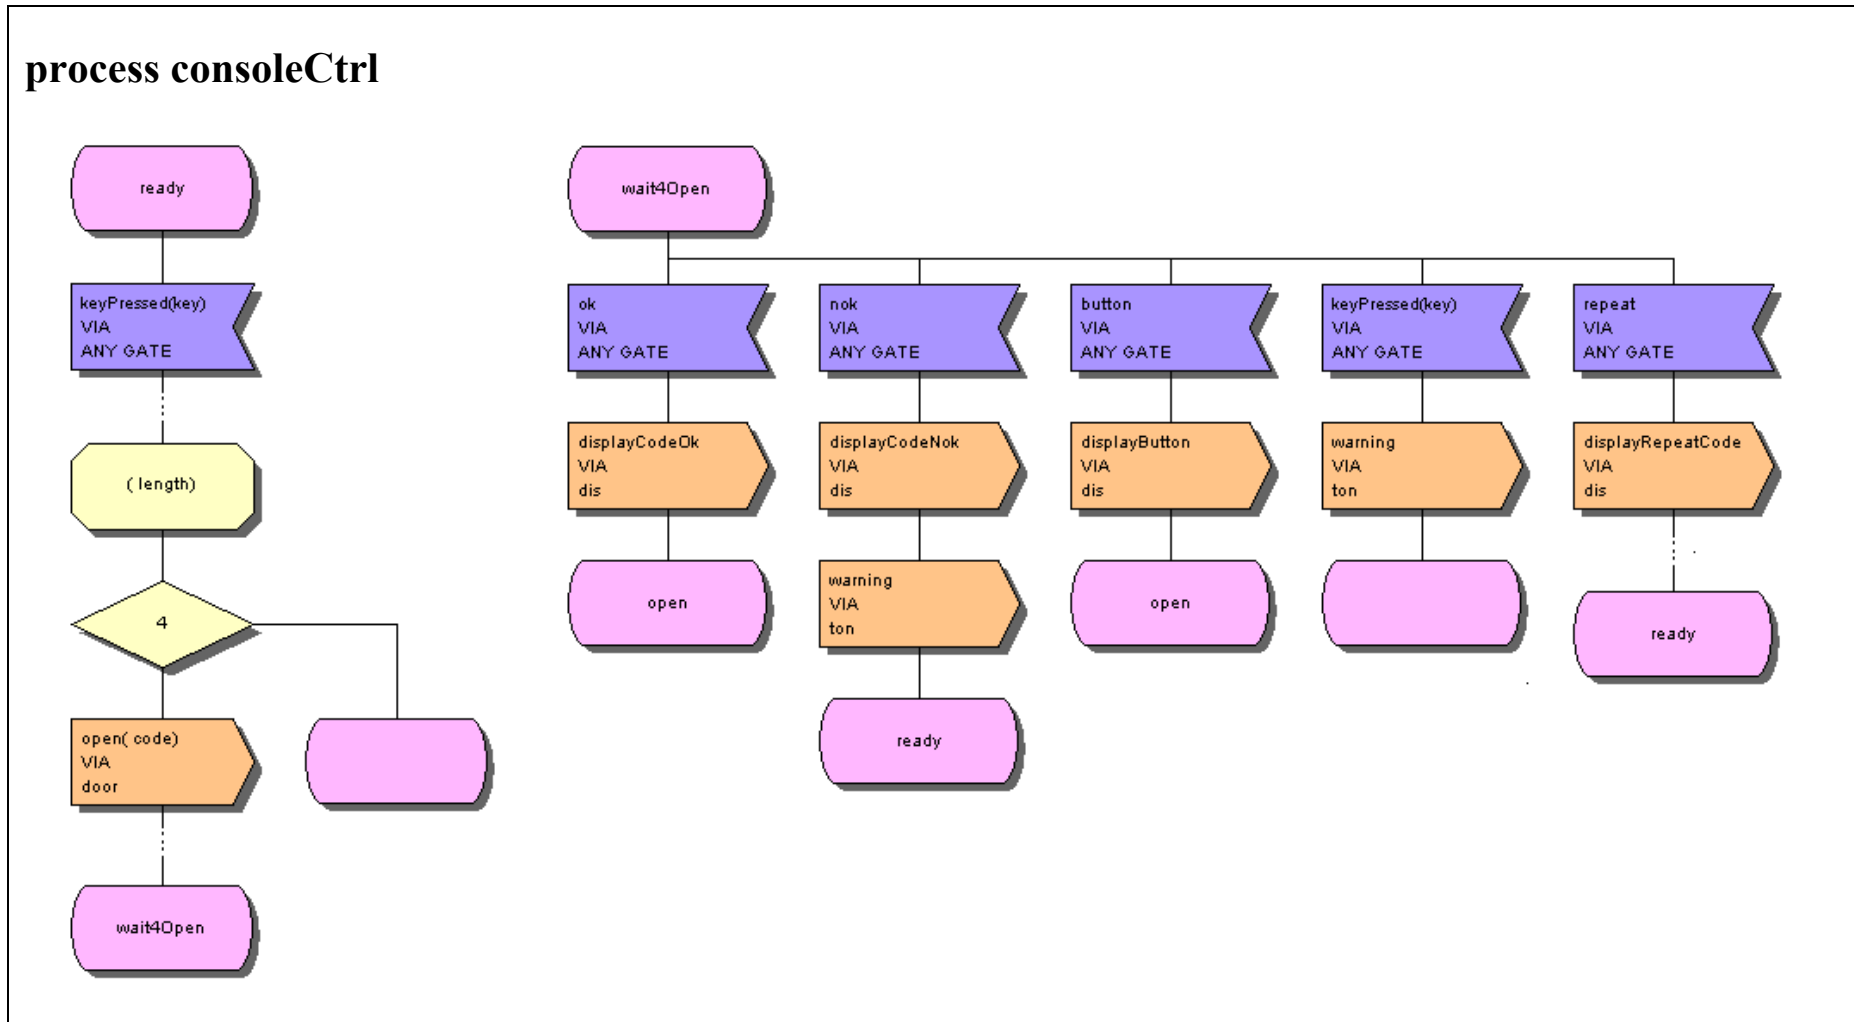 process consoleCtrl
ready
keyPressed(key)
VIA
ANY GATE
( length)
4
open( code)
VIA
door
wait4Open
wait4Open
ok
VIA
ANY GATE
displayCodeOk
VIA
dis
open
nok
VIA
ANY GATE
displayCodeNok
VIA
dis
warning
VIA
ton
ready
button
VIA
ANY GATE
displayButton
VIA
dis
open
keyPressed(key)
VIA
ANY GATE
warning
VIA
ton
repeat
VIA
ANY GATE
displayRepeatCode
VIA
dis
ready